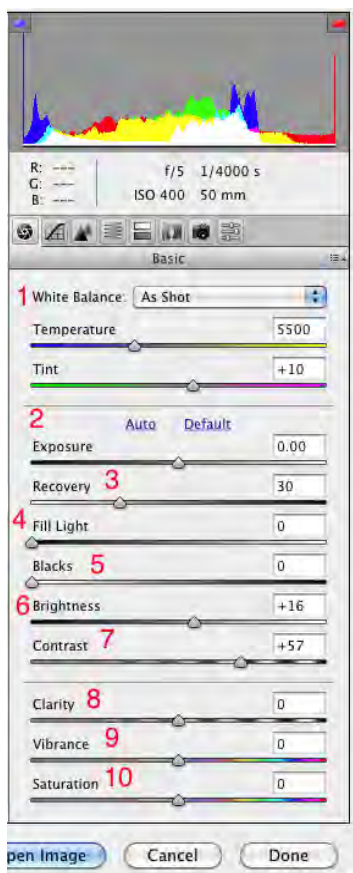 R: ---
G: ---
B: ---
f/5 1/4000 s
ISO 400 50 mm
Basic
1 White Balance: As Shot
Temperature 5500
Tint +10
2
Auto Default
Exposure 0.00
Recovery 3 30
4 Fill Light 0
Blacks 5 0
6 Brightness +16
Contrast 7 +57
Clarity 8 0
Vibrance 9 0
Saturation 10 0
pen Image Cancel Done